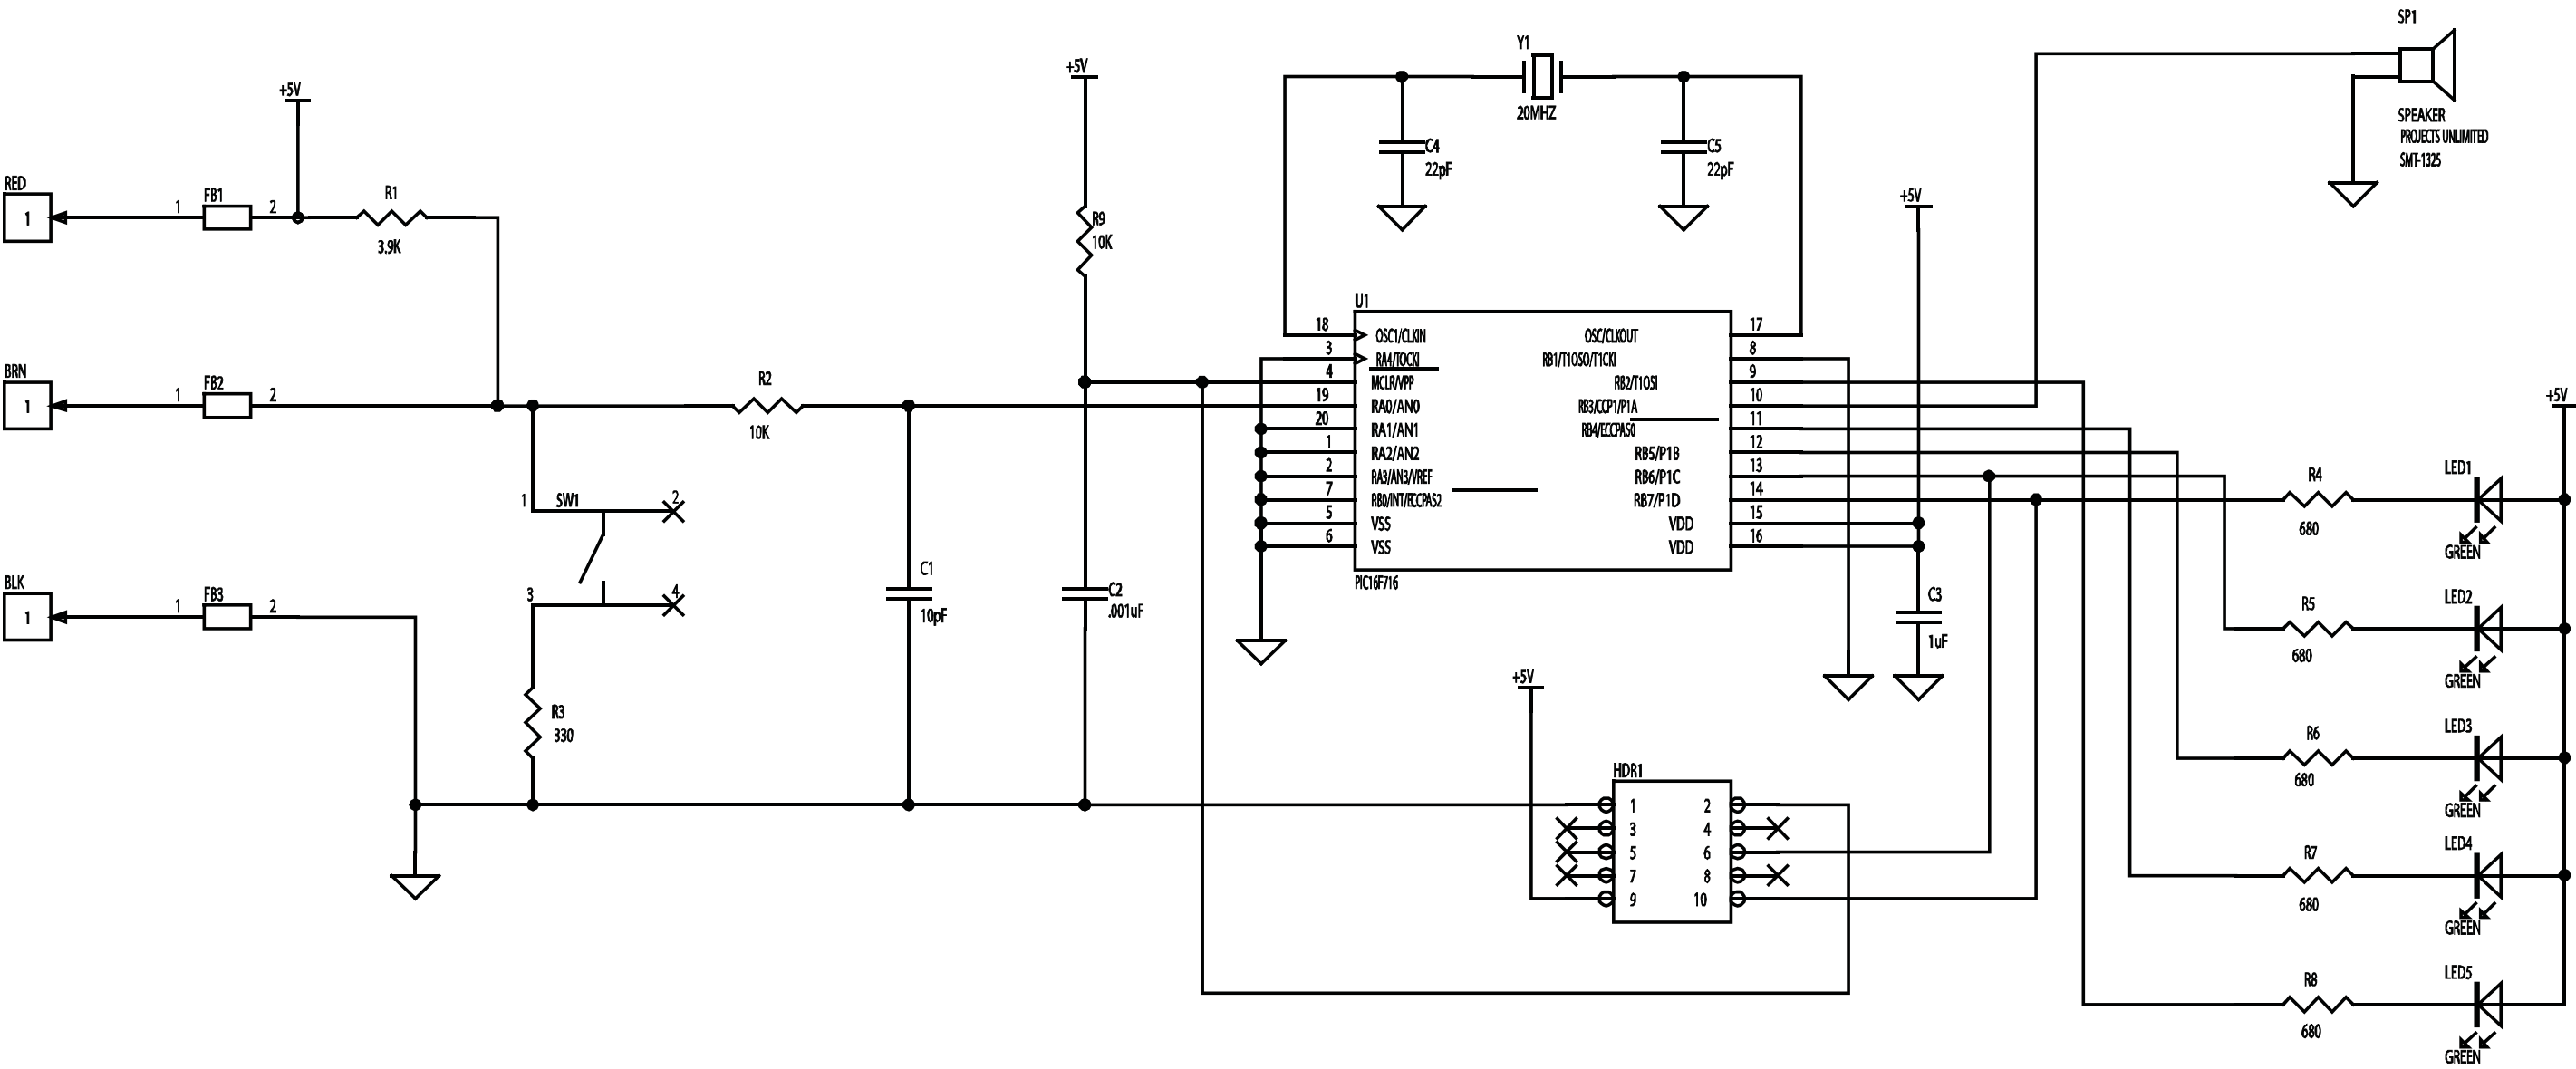 SP1
SPEAKER
PROJECTS UNLIMITED
SMT-1325
Y1
20MHZ
C4
22pF
C5
22pF
+5V
+5V
+5V
RED
1
1
FB1
2
R1
3.9K
R9
10K
BRN
1
1
FB2
2
R2
10K
BLK
1
1
FB3
2
1
SW1
2
3
4
R3
330
C1
10pF
C2
.001uF
U1
18
OSC1/CLKIN
3
RA4/TOCKI
4
MCLR/VPP
19
RA0/AN0
20
RA1/AN1
1
RA2/AN2
2
RA3/AN3/VREF
7
RB0/INT/ECCPAS2
5
VSS
6
VSS
OSC/CLKOUT
17
RB1/T1OSO/T1CKI
8
RB2/T1OSI
9
RB3/CCP1/P1A
10
RB4/ECCPAS0
11
RB5/P1B
12
RB6/P1C
13
RB7/P1D
14
VDD
15
VDD
16
PIC16F716
C3
1uF
+5V
HDR1
1 2
3 4
5 6
7 8
9 10
+5V
R4
680
LED1
GREEN
R5
680
LED2
GREEN
R6
680
LED3
GREEN
R7
680
LED4
GREEN
R8
680
LED5
GREEN